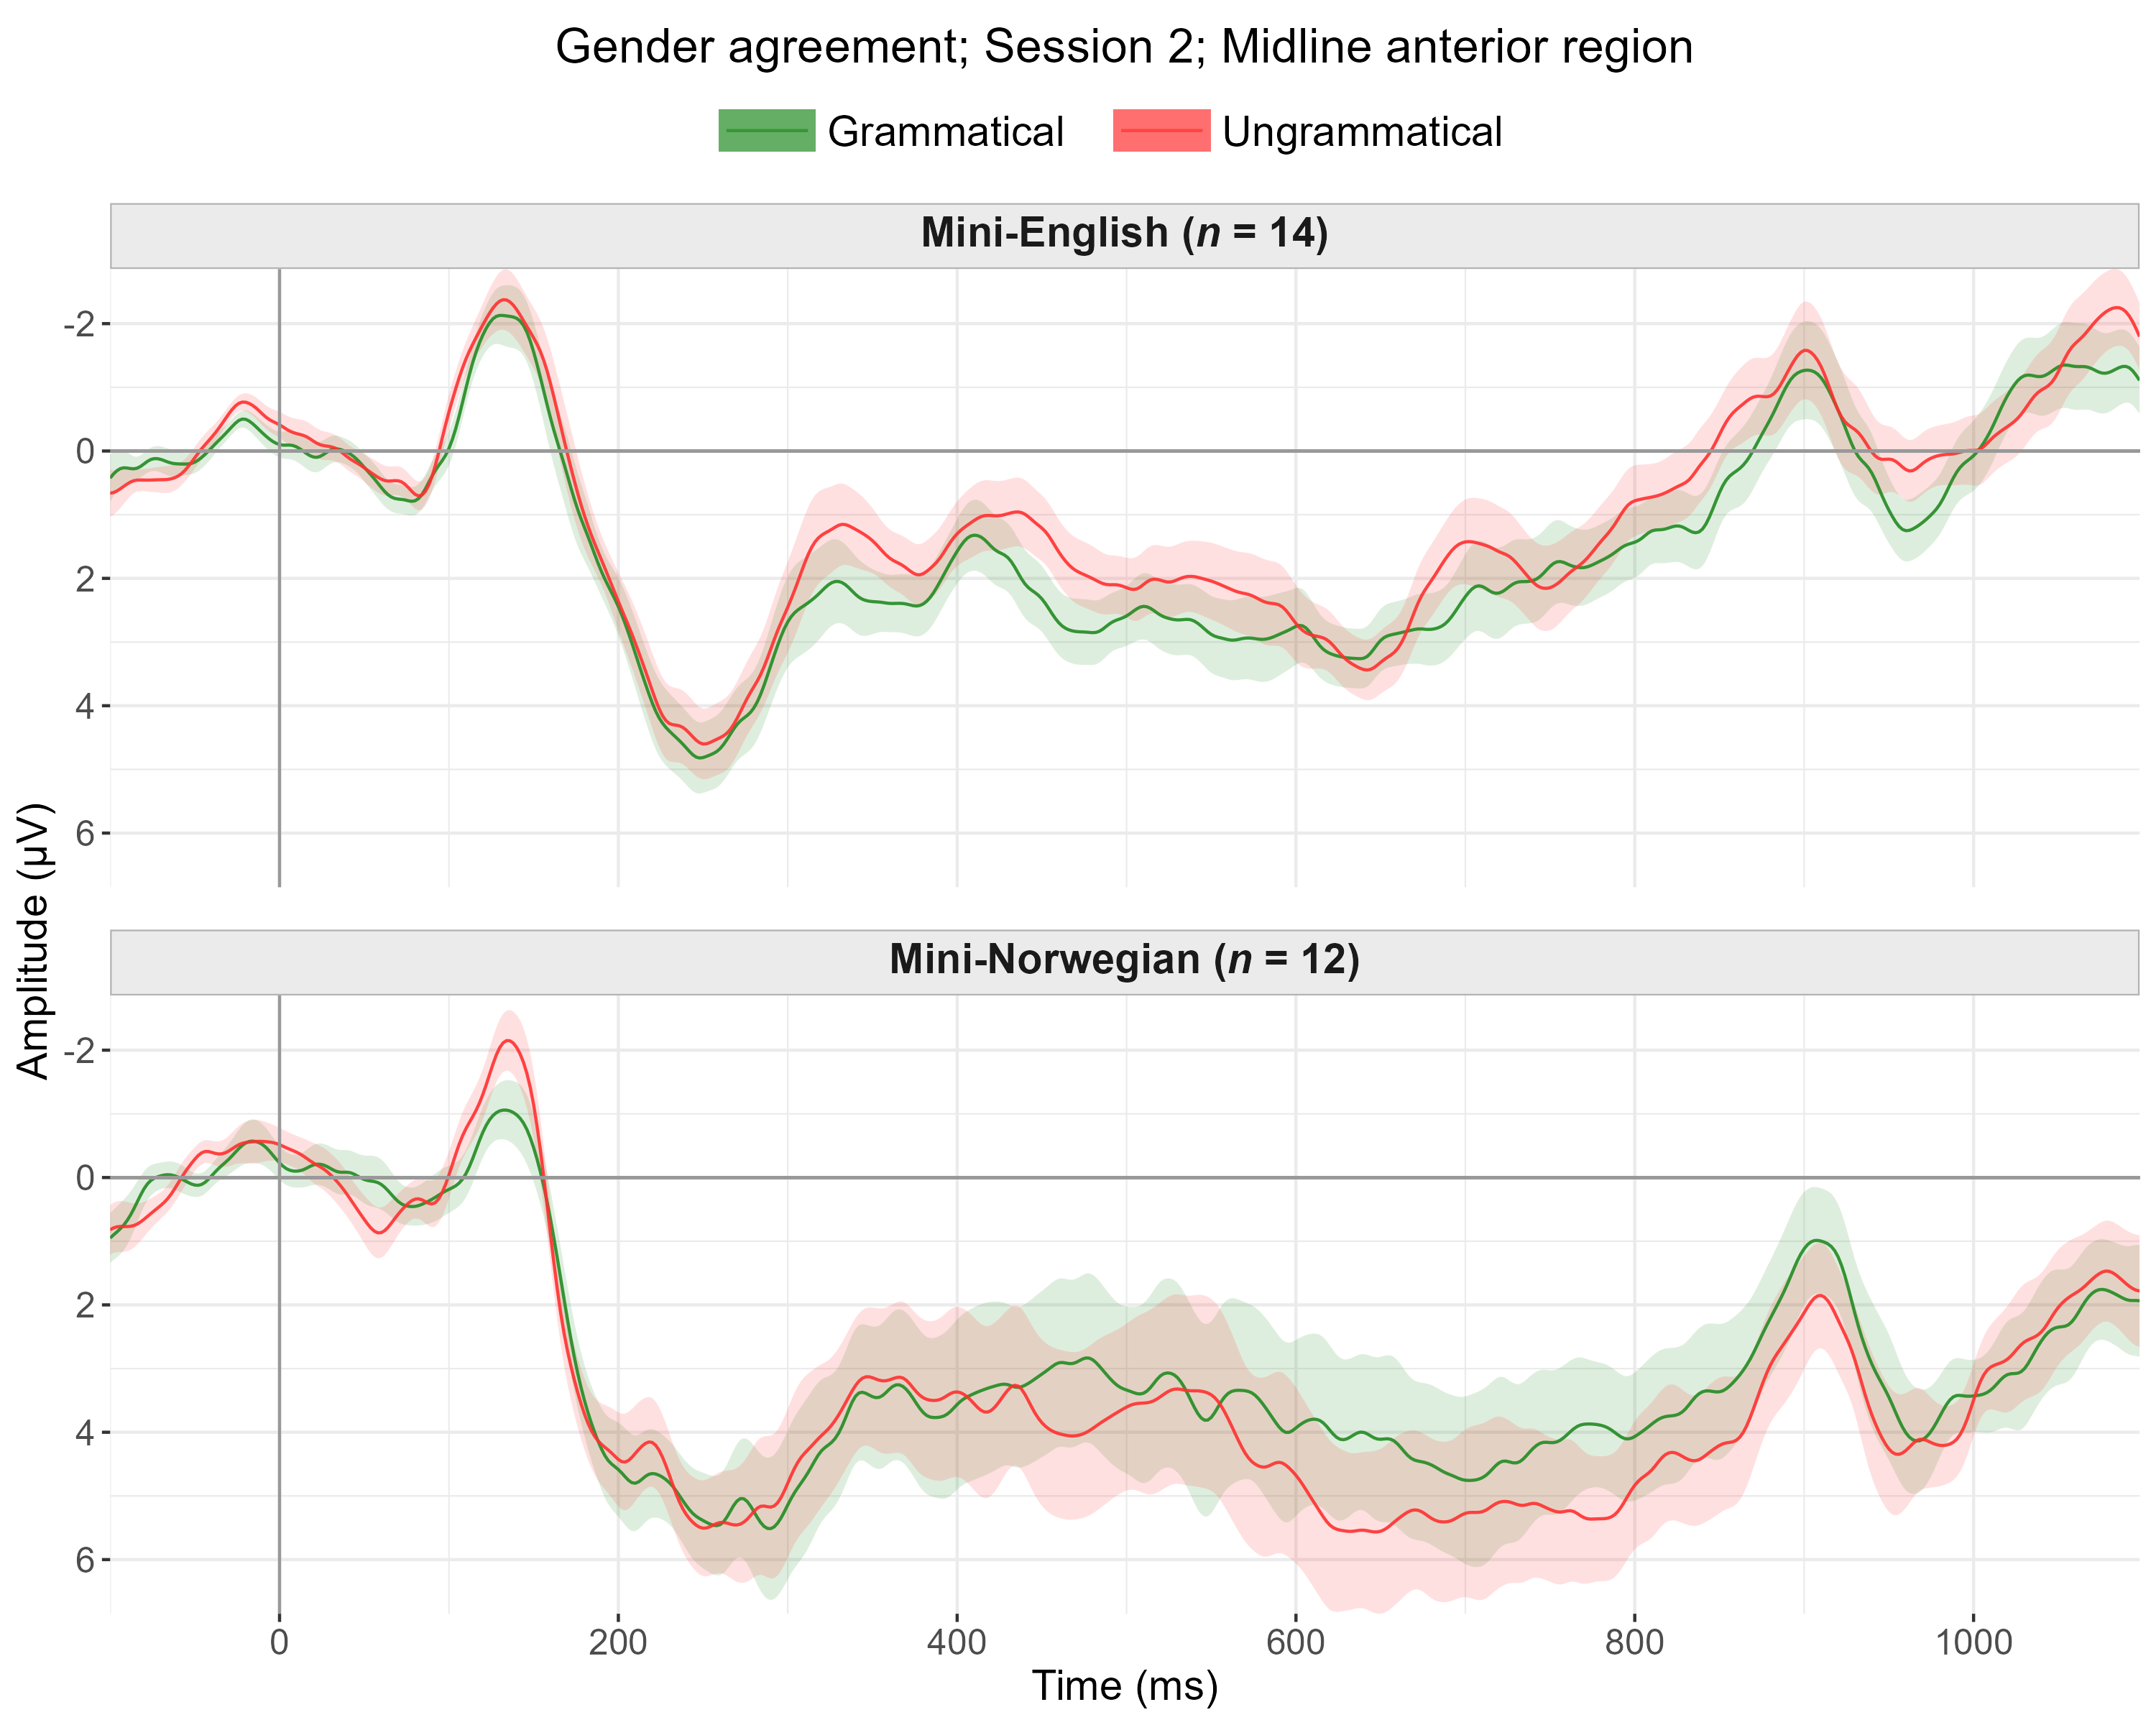 Gender agreement; Session 2; Midline anterior region
Grammatical Ungrammatical
Mini-English (n = 14)
-2
0
2
4
6
Mini-Norwegian (n = 12)
-2
0
2
4
6
Amplitude (µV)
0 200 400 600 800 1000
Time (ms)